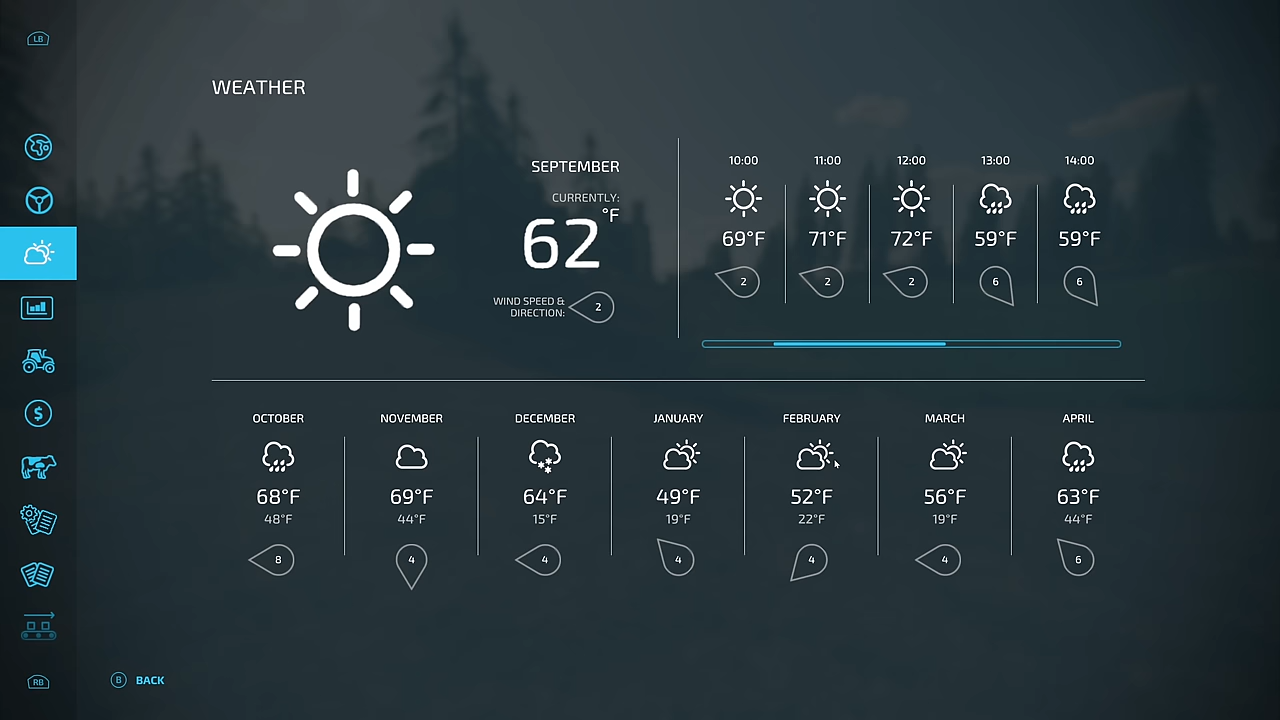 LB
WEATHER
SEPTEMBER
CURRENTLY:
62 °F
WIND SPEED &
DIRECTION:
2
10:00 11:00 12:00 13:00 14:00
69°F 71°F 72°F 59°F 59°F
2 2 2 6 6
OCTOBER NOVEMBER DECEMBER JANUARY FEBRUARY MARCH APRIL
68°F 69°F 64°F 49°F 52°F 56°F 63°F
48°F 44°F 15°F 19°F 22°F 19°F 44°F
8 4 4 4 4 4 6
$
RB
B BACK